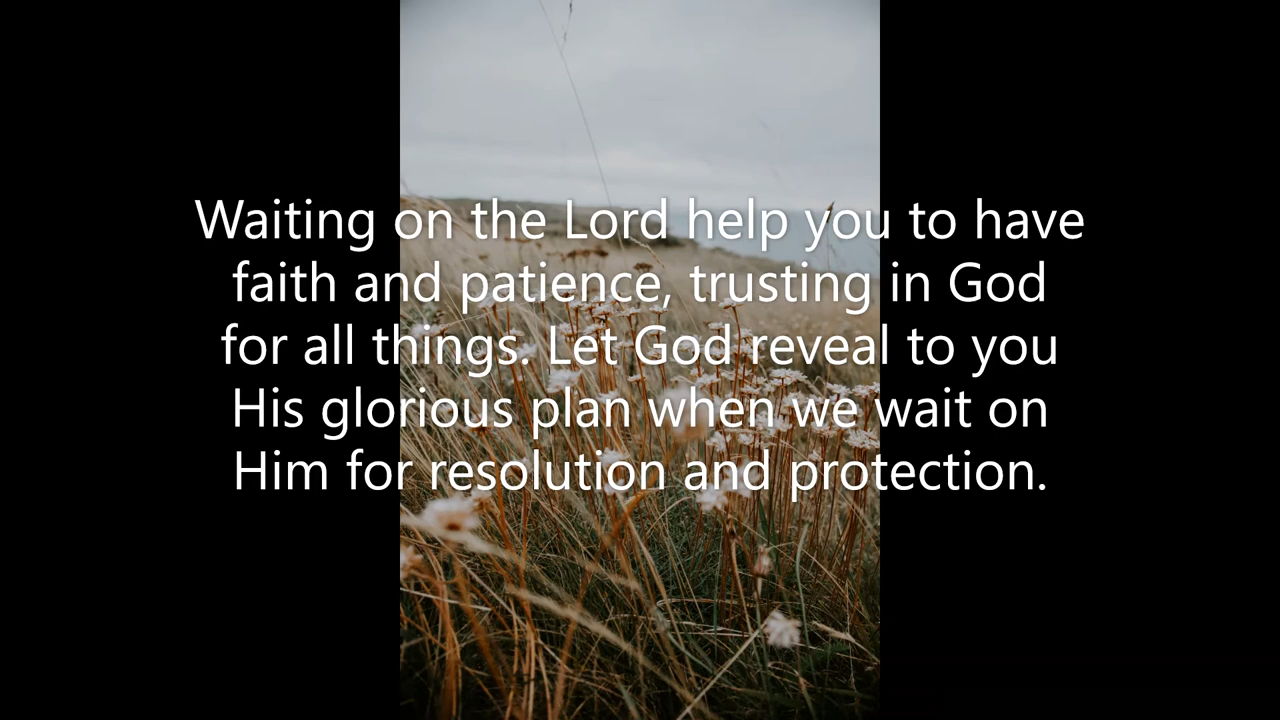 Waiting on the Lord help you to have
faith and patience, trusting in God
for all things. Let God reveal to you
His glorious plan when we wait on
Him for resolution and protection.